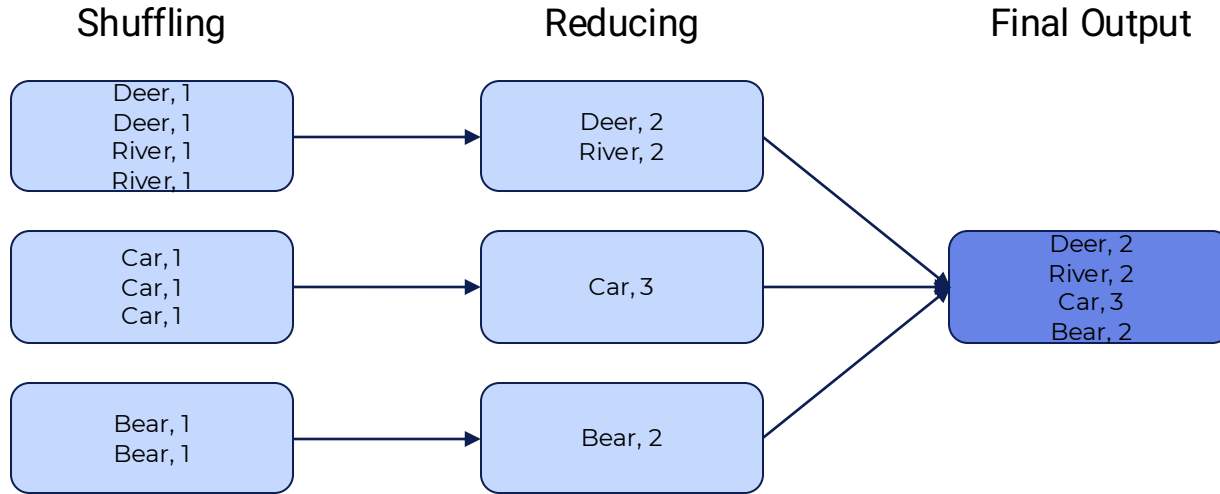 Shuffling
Reducing
Final Output
Deer, 1
Deer, 1
River, 1
River, 1
Deer, 2
River, 2
Car, 1
Car, 1
Car, 1
Car, 3
Deer, 2
River, 2
Car, 3
Bear, 2
Bear, 1
Bear, 1
Bear, 2